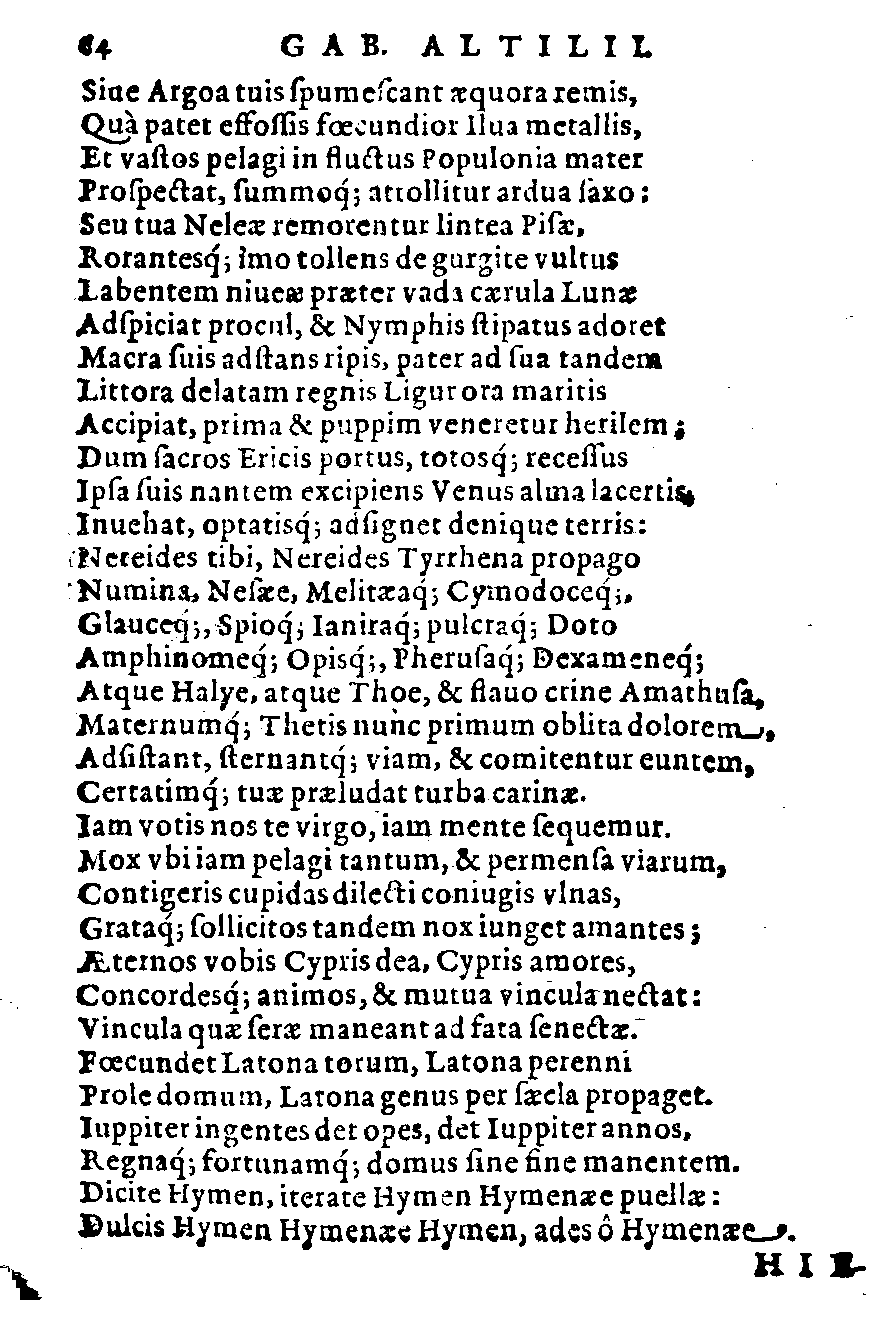 64 GAB. ALTILII.
Siue Argoa tuis ſpumeſcant æquora remis,
Quà patet effoſſis fœcundior Ilua metallis,
Et vaſtos pelagi in fluctus Populonia mater
Proſpectat, ſummoq́; attollitur ardua ſaxo:
Seu tua Neleæ remorentur lintea Piſæ,
Rorantesq́; imo tollens de gurgite vultus
Labentem niueæ præter vada cærula Lunæ
Adſpiciat procul, & Nymphis ſtipatus adoret
Macra ſuis adſtans ripis, pater ad ſua tandem
Littora delatam regnis Ligur ora maritis
Accipiat, prima & puppim veneretur herilem;
Dum ſacros Ericis portus, totosq́; receſſus
Ipſa ſuis nantem excipiens Venus alma lacertis,
Inuehat, optatisq́; adſignet denique terris:
Nereides tibi, Nereides Tyrrhena propago
Numina, Neſæe, Melitæaq́; Cymodoceq́;,
Glauceq́;, Spioq́; Ianiraq́; pulcraq́; Doto
Amphinomeq́; Opisq́;, Pheruſaq́; Dexameneq́;
Atque Halye, atque Thoe, & flauo crine Amathuſa,
Maternumq́; Thetis nunc primum oblita dolorem,
Adſiſtant, ſternantq́; viam, & comitentur euntem,
Certatimq́; tuæ præludat turba carinæ.
Iam votis nos te virgo, iam mente ſequemur.
Mox vbi iam pelagi tantum, & permenſa viarum,
Contigeris cupidas dilecti coniugis vlnas,
Grataq́; ſollicitos tandem nox iunget amantes;
Æternos vobis Cypris dea, Cypris amores,
Concordesq́; animos, & mutua vincula nectat:
Vincula quæ ſeræ maneant ad fata ſenectæ.
Fœcundet Latona torum, Latona perenni
Prole domum, Latona genus per ſæcla propaget.
Iuppiter ingentes det opes, det Iuppiter annos,
Regnaq́; fortunamq́; domus ſine fine manentem.
Dicite Hymen, iterate Hymen Hymenæe puellæ:
Dulcis Hymen Hymenæe Hymen, ades ô Hymenæe.
HIE-